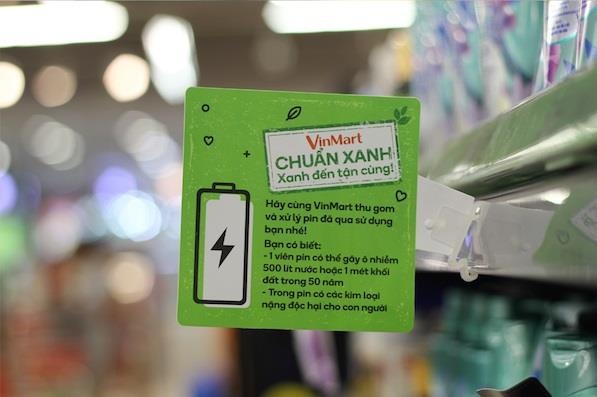 VinMart
CHUẨN XANH
Xanh đến tận cùng!
Hãy cùng VinMart thu gom
và xử lý pin đã qua sử dụng
bạn nhé!
Bạn có biết:
- 1 viên pin có thể gây ô nhiễm
500 lít nước hoặc 1 mét khối
đất trong 50 năm
- Trong pin có các kim loại
nặng độc hại cho con người